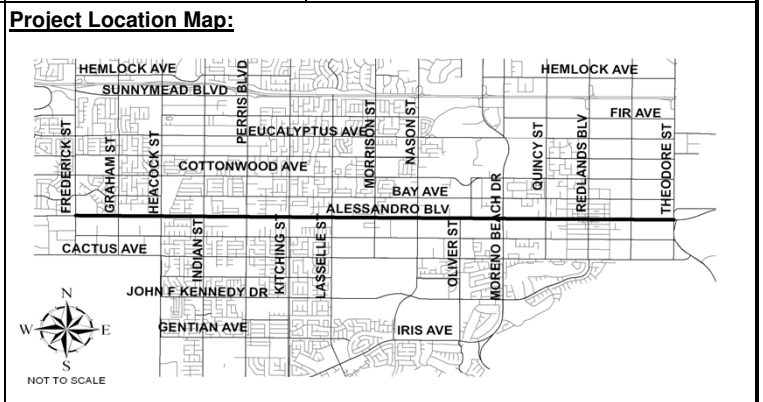 Project Location Map:
HEMLOCK AVE
HEMLOCK AVE
SUNNYMEAD BLVD
PERRIS BLVD
FIR AVE
EUCALYPTUS AVE
MORRISON ST
NASON ST
FREDERICK ST
GRAHAM ST
HEACOCK ST
COTTONWOOD AVE
QUINCY ST
REDLANDS BLV
THEODORE ST
BAY AVE
ALESSANDRO BLV
MORENO BEACH DR
CACTUS AVE
INDIAN ST
KITCHING ST
LASSELLE ST
OLIVER ST
JOHN F KENNEDY DR
GENTIAN AVE
IRIS AVE
N
W
E
S
NOT TO SCALE